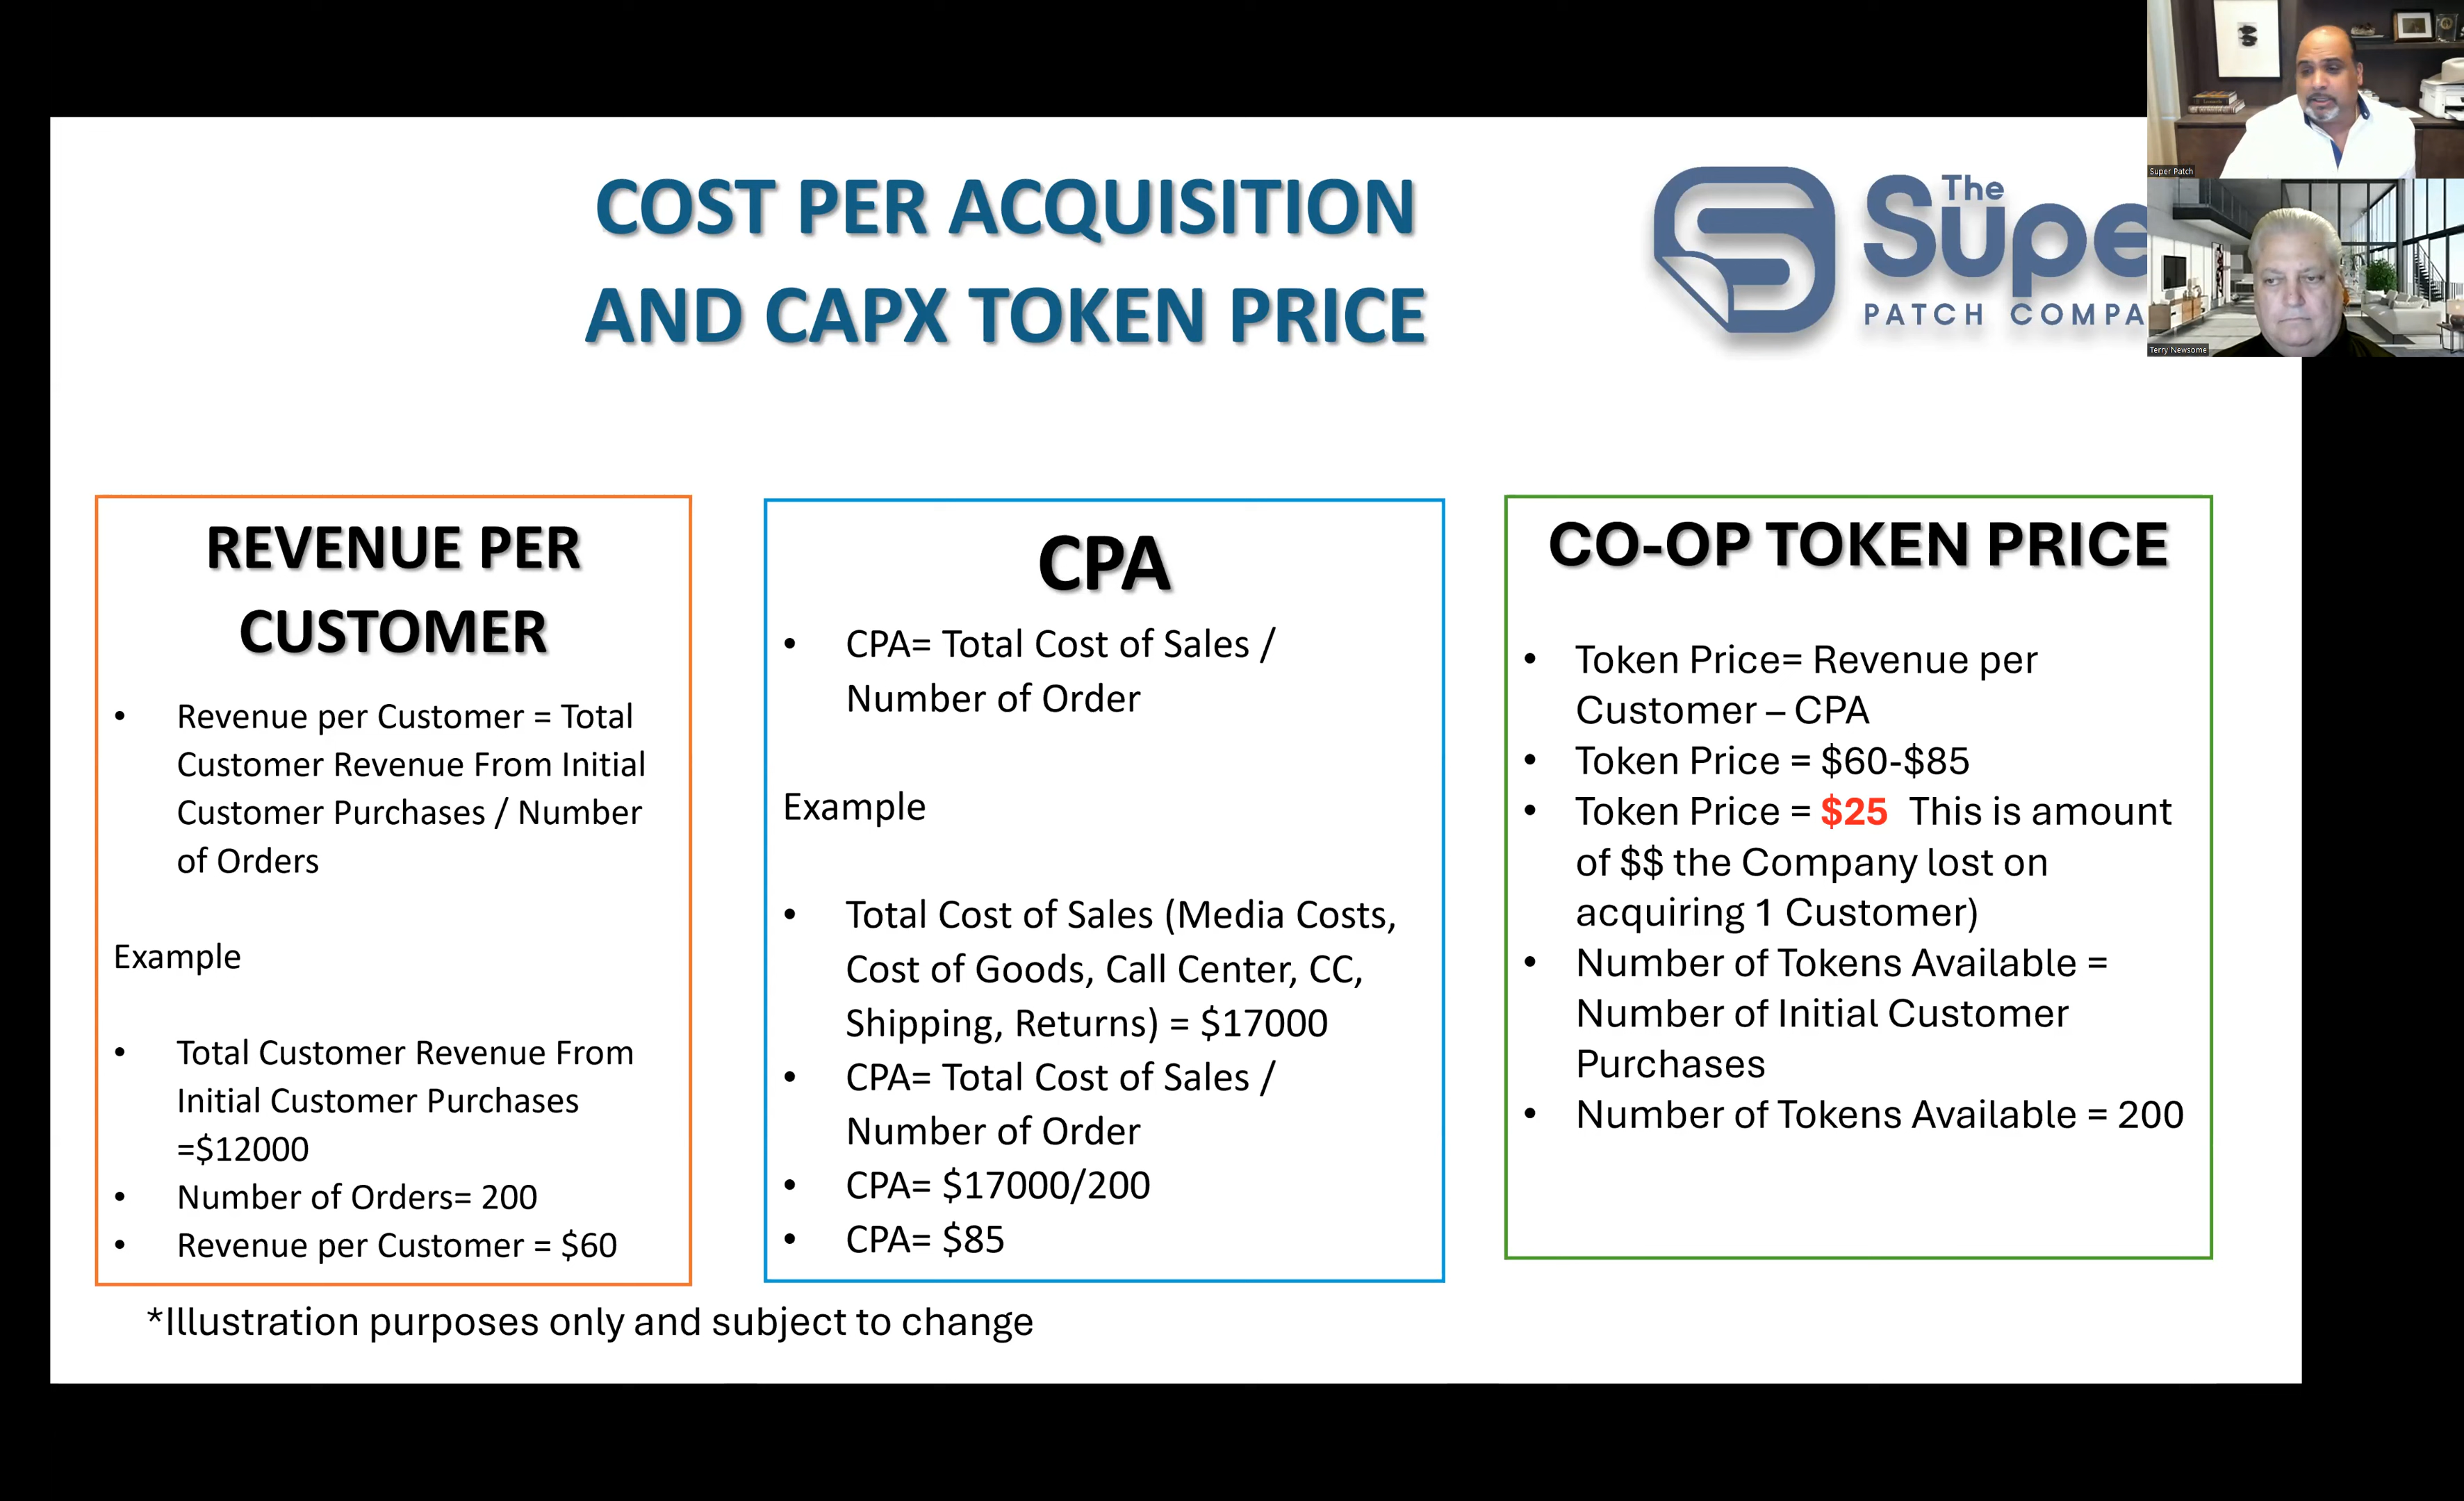 COST PER ACQUISITION
AND CAPX TOKEN PRICE
The
Supe
PATCH COMPA
Super Patch
Terry Newsome
REVENUE PER
CUSTOMER
• Revenue per Customer = Total
Customer Revenue From Initial
Customer Purchases / Number
of Orders
Example
• Total Customer Revenue From
Initial Customer Purchases
=$12000
• Number of Orders= 200
• Revenue per Customer = $60
CPA
• CPA= Total Cost of Sales /
Number of Order
Example
• Total Cost of Sales (Media Costs,
Cost of Goods, Call Center, CC,
Shipping, Returns) = $17000
• CPA= Total Cost of Sales /
Number of Order
• CPA= $17000/200
• CPA= $85
CO-OP TOKEN PRICE
• Token Price= Revenue per
Customer – CPA
• Token Price = $60-$85
• Token Price = $25 This is amount
of $$ the Company lost on
acquiring 1 Customer)
• Number of Tokens Available =
Number of Initial Customer
Purchases
• Number of Tokens Available = 200
*Illustration purposes only and subject to change